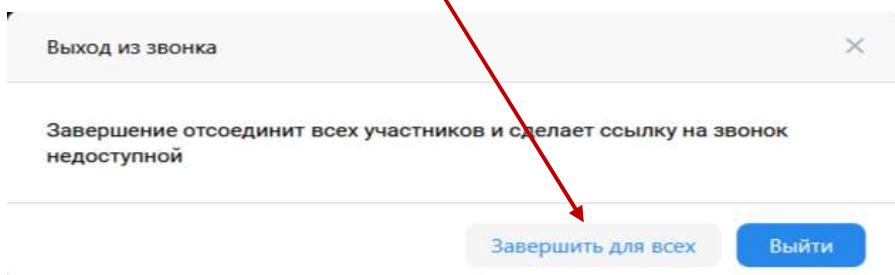 Выход из звонка
Завершение отсоединит всех участников и сделает ссылку на звонок
недоступной
Завершить для всех
Выйти